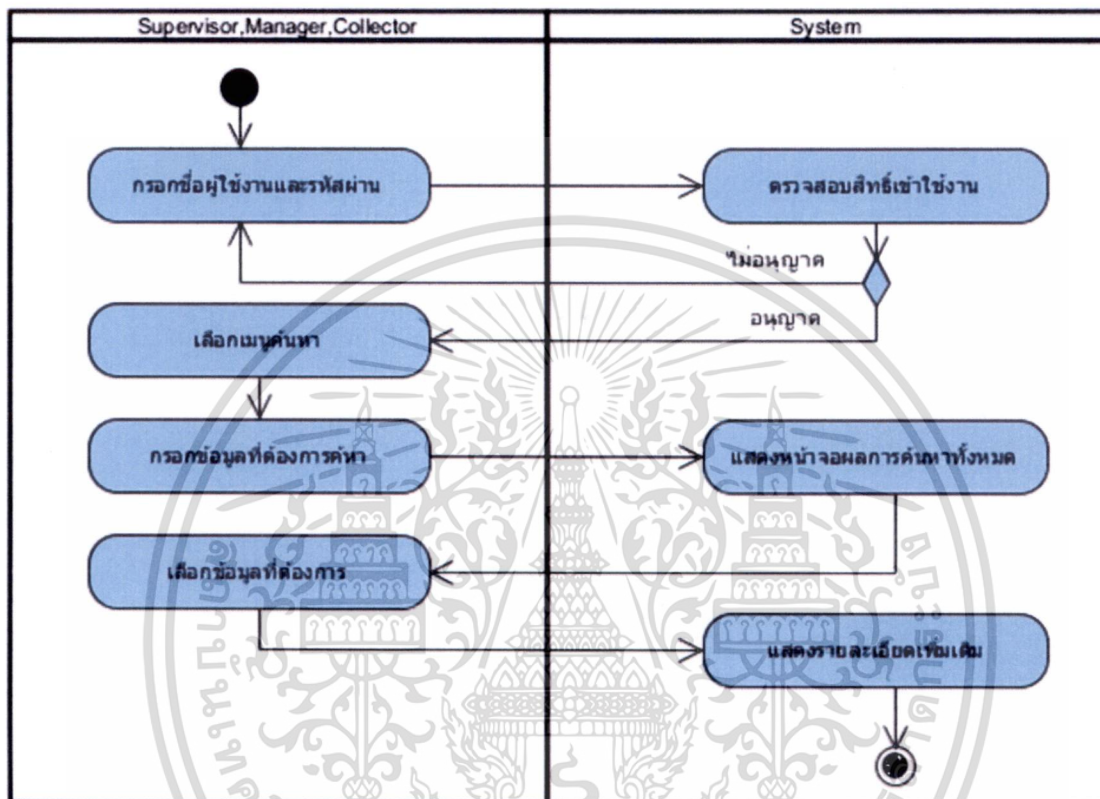 Supervisor,Manager,Collector
System
กรอกชื่อผู้ใช้งานและรหัสผ่าน
ตรวจสอบสิทธิ์เข้าใช้งาน
ไม่อนุญาต
อนุญาต
เลือกเมนูค้นหา
กรอกข้อมูลที่ต้องการค้หา
แสดงหน้าจอผลการค้นหาทั้งหมด
เลือกข้อมูลที่ต้องการ
แสดงรายละเอียดเพิ่มเติม